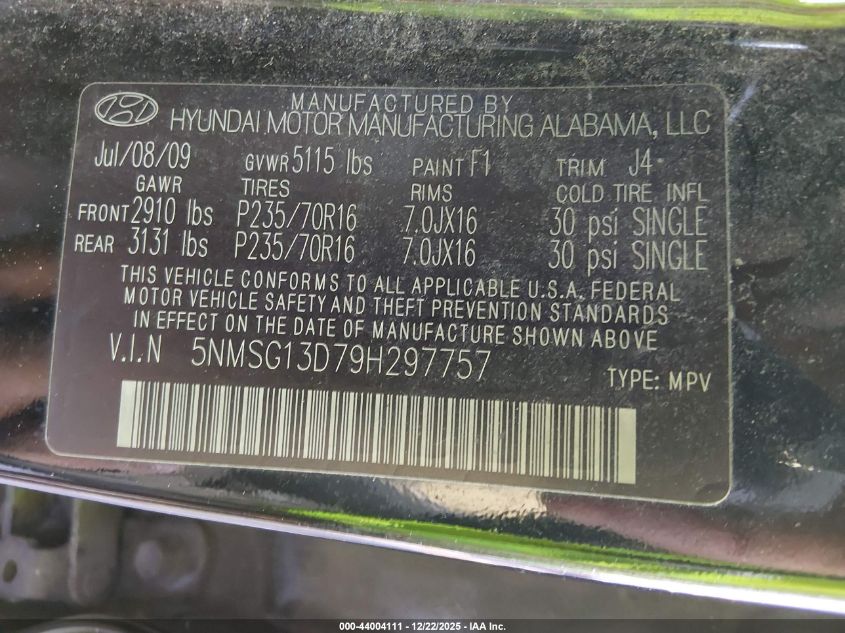 MANUFACTURED BY
HYUNDAI MOTOR MANUFACTURING ALABAMA, LLC
Jul/08/09 GVWR 5115 lbs PAINT F1 TRIM J4
GAWR TIRES RIMS COLD TIRE INFL
FRONT 2910 lbs P235/70R16 7.0JX16 30 psi SINGLE
REAR 3131 lbs P235/70R16 7.0JX16 30 psi SINGLE
THIS VEHICLE CONFORMS TO ALL APPLICABLE U.S.A. FEDERAL
MOTOR VEHICLE SAFETY AND THEFT PREVENTION STANDARDS
IN EFFECT ON THE DATE OF MANUFACTURE SHOWN ABOVE
V.I.N 5NMSG13D79H297757
TYPE: MPV
000-44004111 - 12/22/2025 - IAA Inc.